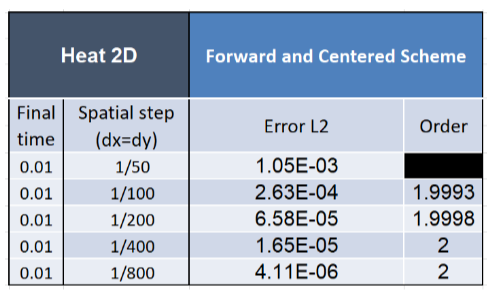 Heat 2D Forward and Centered Scheme
Final time Spatial step (dx=dy) Error L2 Order
0.01 1/50 1.05E-03
0.01 1/100 2.63E-04 1.9993
0.01 1/200 6.58E-05 1.9998
0.01 1/400 1.65E-05 2
0.01 1/800 4.11E-06 2